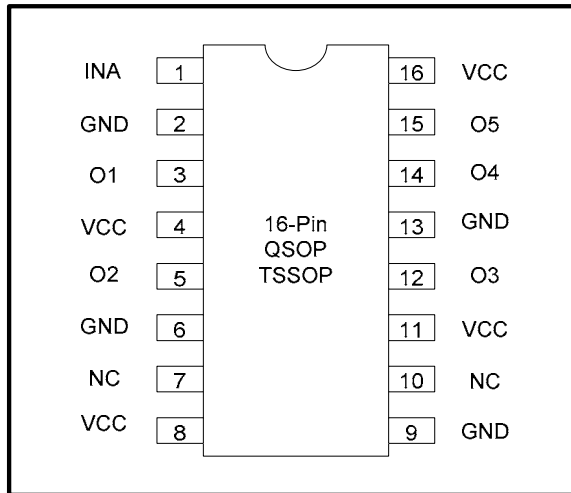 INA 1 16 VCC
GND 2 15 O5
O1 3 14 O4
VCC 4 13 GND
16-Pin
QSOP
TSSOP
O2 5 12 O3
GND 6 11 VCC
NC 7 10 NC
VCC 8 9 GND